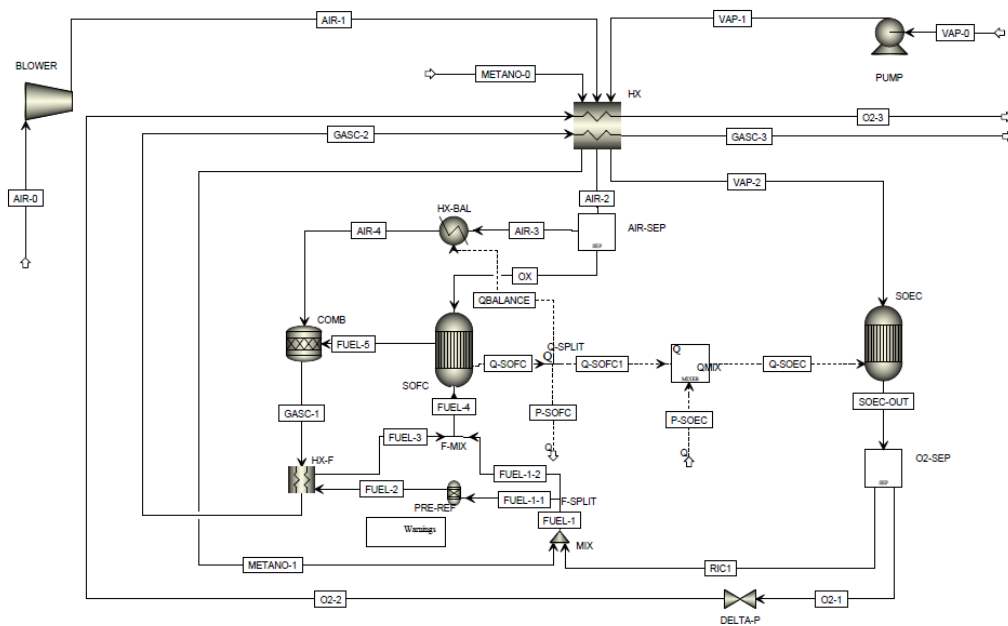 AIR-1
VAP-1
VAP-0
BLOWER
METANO-0
PUMP
HX
O2-3
GASC-2
GASC-3
AIR-0
VAP-2
AIR-2
HX-BAL
AIR-4
AIR-3
AIR-SEP
SEP
OX
QBALANCE
SOEC
COMB
FUEL-5
Q-SPLIT
Q
Q-SOFC
Q-SOFC1
Q
QMIX
MIXER
Q-SOEC
SOFC
FUEL-4
SOEC-OUT
GASC-1
P-SOFC
P-SOEC
FUEL-3
F-MIX
Q
Q
O2-SEP
HX-F
FUEL-1-2
SEP
FUEL-2
FUEL-1-1
F-SPLIT
PRE-REF
FUEL-1
Warnings
MIX
METANO-1
RIC1
O2-2
O2-1
DELTA-P